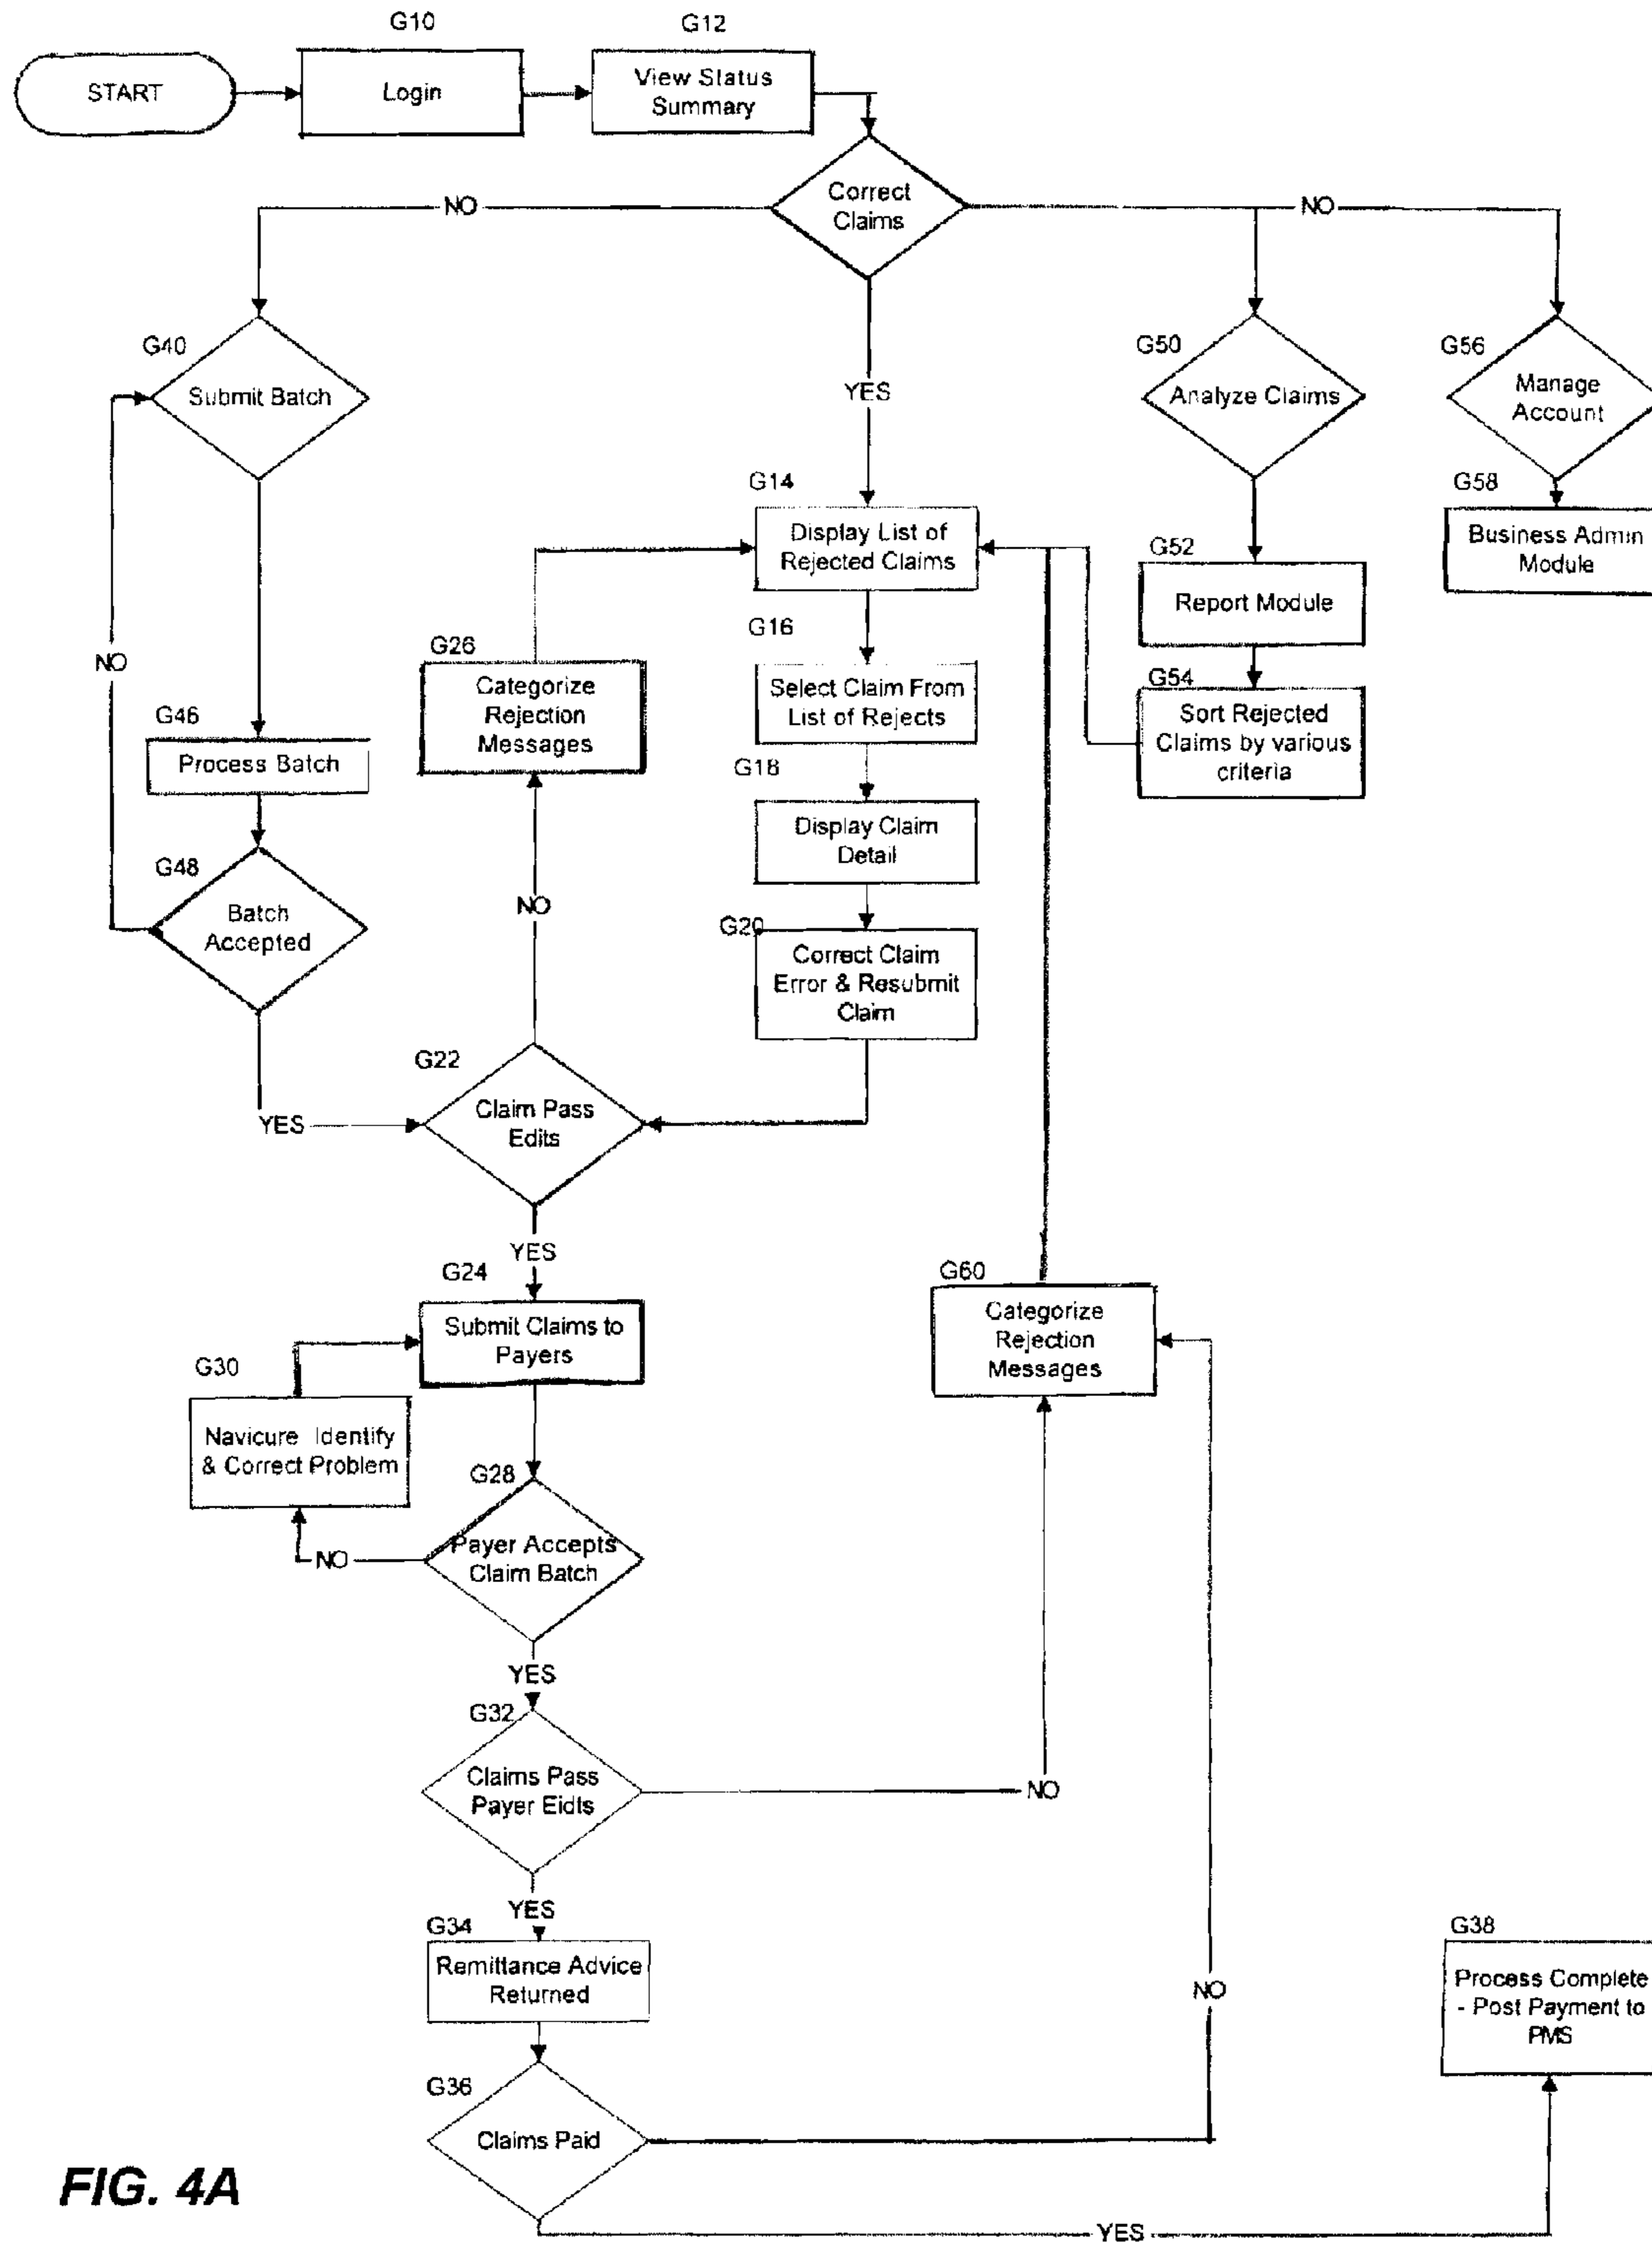 G10
G12
START
Login
View Status
Summary
Correct
Claims
NO
NO
G40
Submit Batch
YES
G50
Analyze Claims
G56
Manage
Account
G14
Display List of
Rejected Claims
G58
Business Admin
Module
G52
Report Module
NO
G26
Categorize
Rejection
Messages
G16
Select Claim From
List of Rejects
G54
Sort Rejected
Claims by various
criteria
G46
Process Batch
G18
Display Claim
Detail
G48
Batch
Accepted
NO
G20
Correct Claim
Error & Resubmit
Claim
G22
Claim Pass
Edits
YES
YES
G24
Submit Claims to
Payers
G60
Categorize
Rejection
Messages
G30
Navicure Identify
& Correct Problem
G28
Payer Accepts
Claim Batch
NO
YES
G32
Claims Pass
Payer Eidts
NO
YES
G34
Remittance Advice
Returned
NO
G38
Process Complete
- Post Payment to
PMS
G36
Claims Paid
YES
FIG. 4A